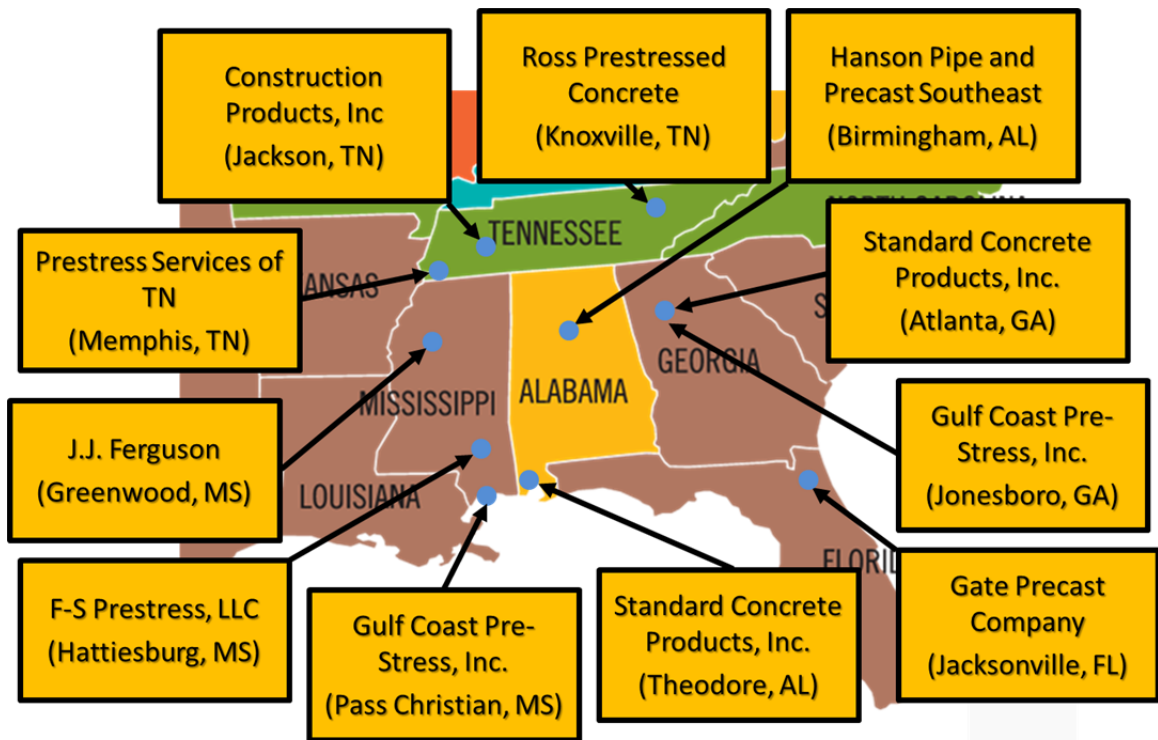 Construction
Products, Inc
(Jackson, TN)
Ross Prestressed
Concrete
(Knoxville, TN)
Hanson Pipe and
Precast Southeast
(Birmingham, AL)
Prestress Services of
TN
(Memphis, TN)
Standard Concrete
Products, Inc.
(Atlanta, GA)
J.J. Ferguson
(Greenwood, MS)
Gulf Coast Pre-
Stress, Inc.
(Jonesboro, GA)
F-S Prestress, LLC
(Hattiesburg, MS)
Gulf Coast Pre-
Stress, Inc.
(Pass Christian, MS)
Standard Concrete
Products, Inc.
(Theodore, AL)
Gate Precast
Company
(Jacksonville, FL)
TENNESSEE
ANSAS
MISSISSIPPI
ALABAMA
GEORGIA
LOUISIANA
FLORI